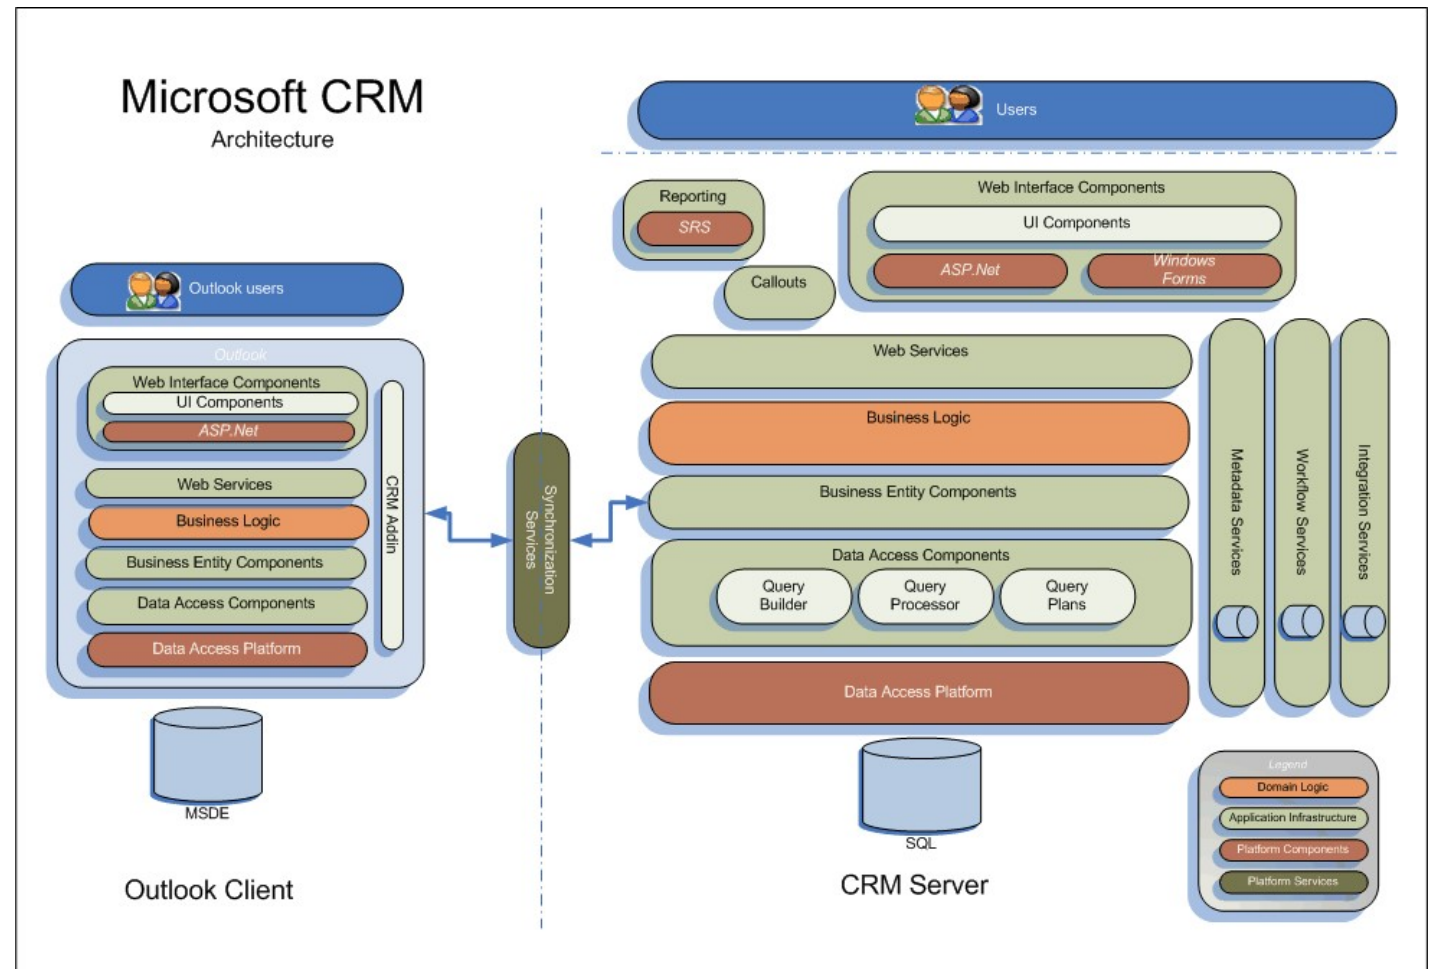 Microsoft CRM
Architecture
Users
Reporting
SRS
Callouts
Web Interface Components
UI Components
ASP.Net
Windows
Forms
Outlook users
Outlook
Web Interface Components
UI Components
ASP.Net
Web Services
Business Logic
Business Entity Components
Data Access Components
Data Access Platform
CRM Addin
MSDE
Outlook Client
Synchronization
Services
Web Services
Business Logic
Business Entity Components
Data Access Components
Query
Builder
Query
Processor
Query
Plans
Data Access Platform
SQL
CRM Server
Metadata Services
Workflow Services
Integration Services
Legend
Domain Logic
Application Infrastructure
Platform Components
Platform Services